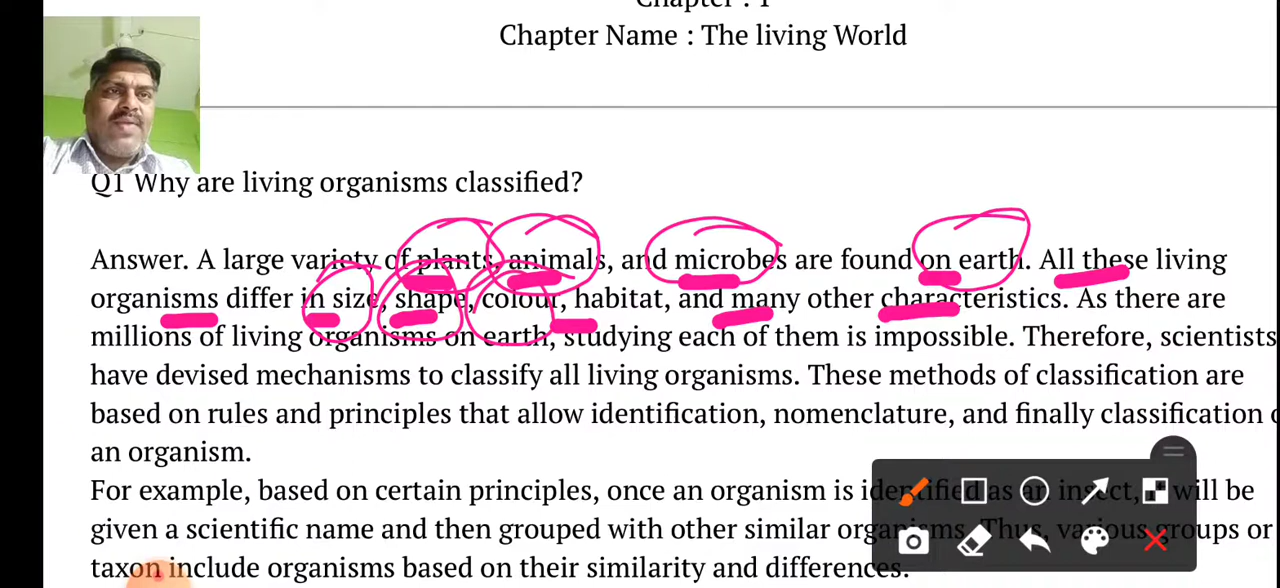 Chapter : 1
Chapter Name : The living World
Q1 Why are living organisms classified?
Answer. A large variety of plants, animals, and microbes are found on earth. All these living
organisms differ in size, shape, colour, habitat, and many other characteristics. As there are
millions of living organisms on earth, studying each of them is impossible. Therefore, scientists
have devised mechanisms to classify all living organisms. These methods of classification are
based on rules and principles that allow identification, nomenclature, and finally classification
an organism.
For example, based on certain principles, once an organism is identified as an insect, will be
given a scientific name and then grouped with other similar organisms. Thus, various groups or
taxon include organisms based on their similarity and differences.